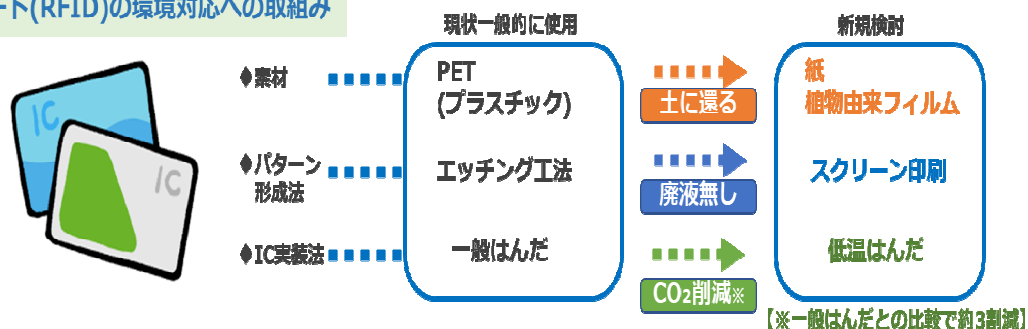 ード(RFID)の環境対応への取組み
現状一般的に使用
新規検討
IC
IC
◆素材
PET
(プラスチック)
土に還る
紙
植物由来フィルム
◆パターン
形成法
エッチング工法
廃液無し
スクリーン印刷
◆IC実装法
一般はんだ
CO₂削減※
低温はんだ
【※一般はんだとの比較で約3割減】